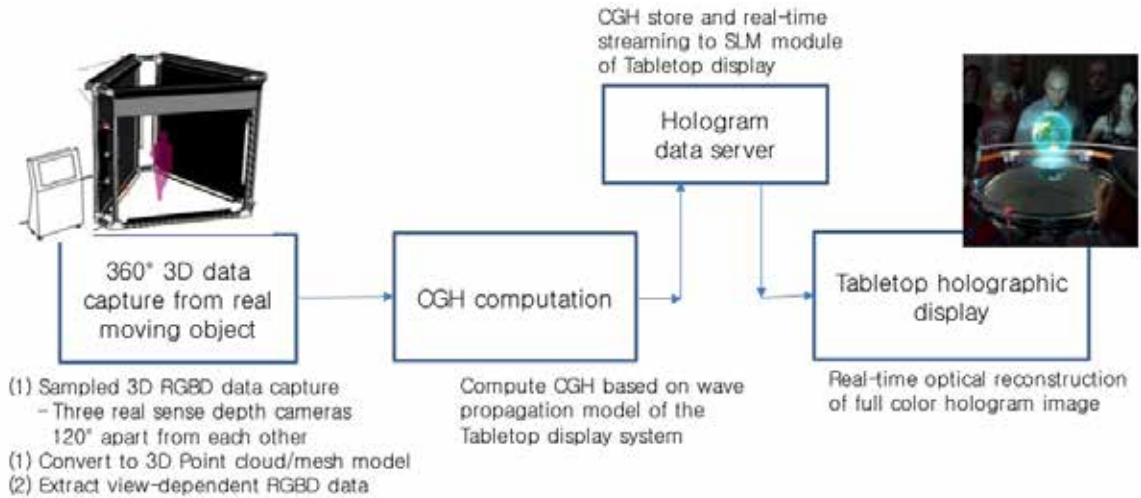 CGH store and real-time
streaming to SLM module
of Tabletop display
Hologram
data server
360° 3D data
capture from real
moving object
CGH computation
Tabletop holographic
display
(1) Sampled 3D RGBD data capture
- Three real sense depth cameras
120° apart from each other
(1) Convert to 3D Point cloud/mesh model
(2) Extract view-dependent RGBD data
Compute CGH based on wave
propagation model of the
Tabletop display system
Real-time optical reconstruction
of full color hologram image